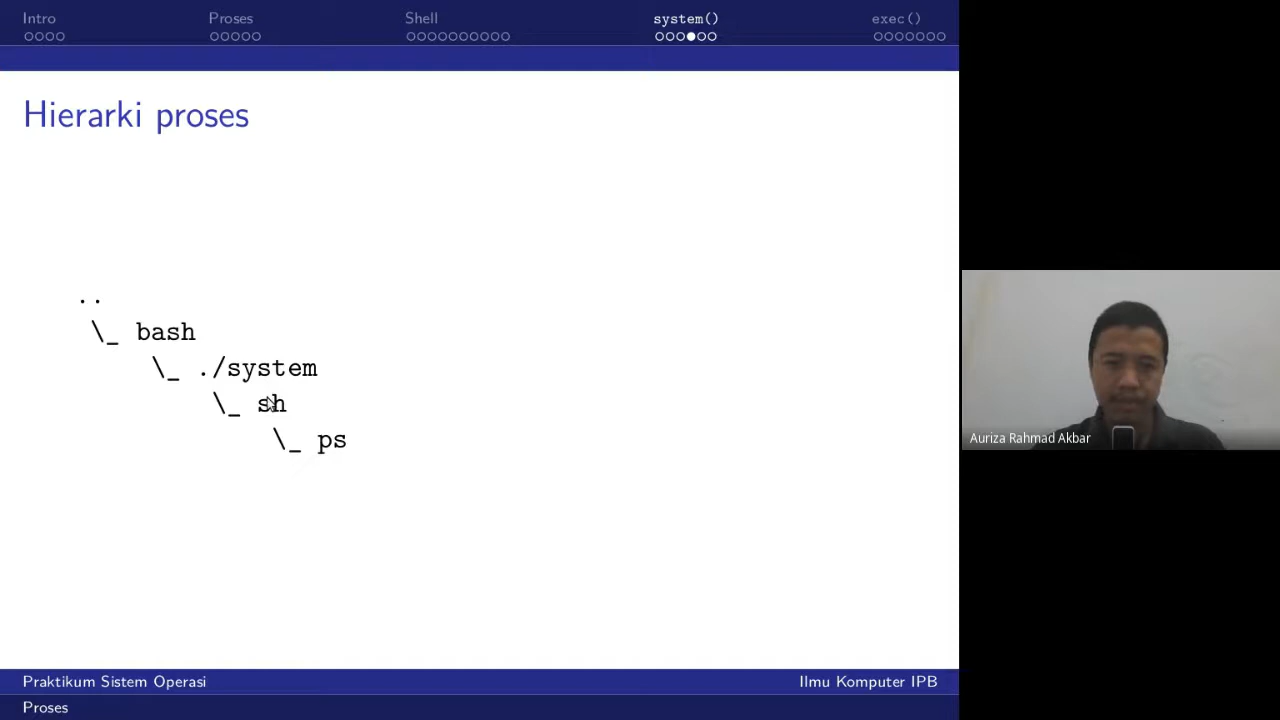 Intro Proses Shell system() exec()
Hierarki proses
..
\_ bash
\_ ./system
\_ sh
\_ ps
Auriza Rahmad Akbar
Praktikum Sistem Operasi Ilmu Komputer IPB
Proses